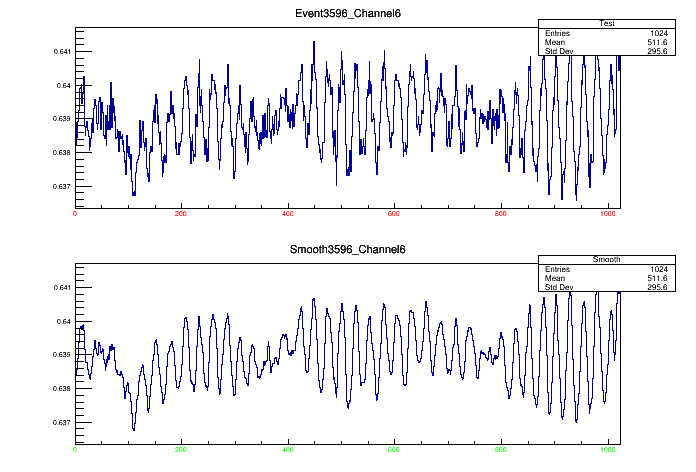 Event3596_Channel6
Test
Entries 1024
Mean 511.6
Std Dev 295.6
0.641
0.64
0.639
0.638
0.637
0 200 400 600 800 1000
Smooth3596_Channel6
Smooth
Entries 1024
Mean 511.6
Std Dev 295.6
0.641
0.64
0.639
0.638
0.637
0 200 400 600 800 1000